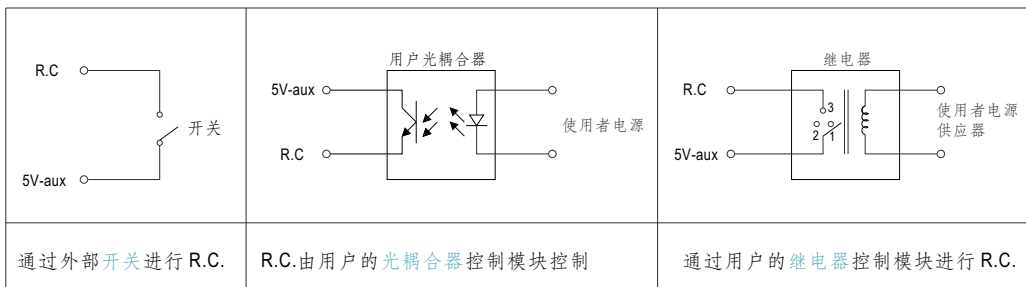 R.C
开关
5V-aux
用户光耦合器
5V-aux
R.C
使用者电源
继电器
R.C
3
2
1
5V-aux
使用者电源
供应器
通过外部开关进行R.C.
R.C.由用户的光耦合器控制模块控制
通过用户的继电器控制模块进行R.C.